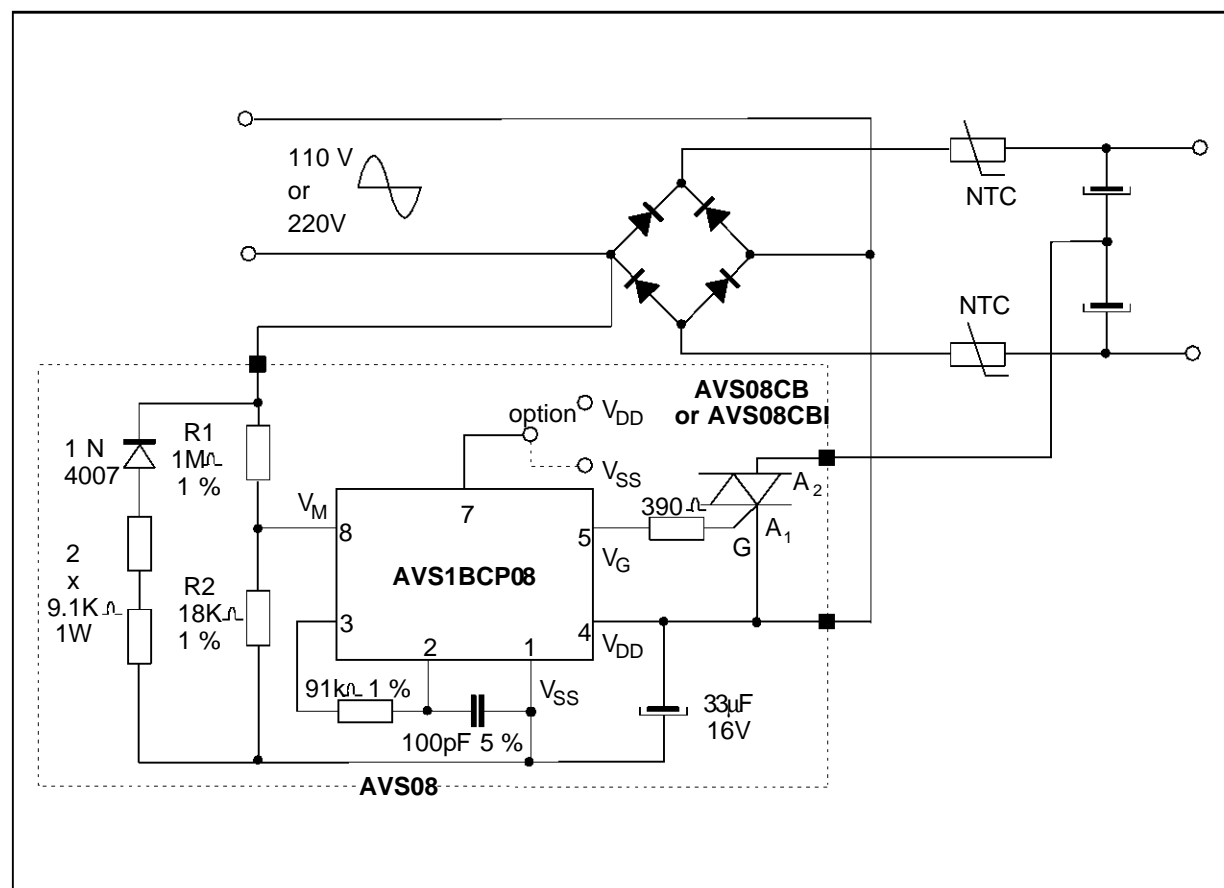 110 V
or
220V
NTC
NTC
AVS08CB
or AVS08CBI
option
V_DD
V_SS
1 N
4007
R1
1MΩ
1 %
V_M
8
7
5
390 Ω
A_2
A_1
G
V_G
AVS1BCP08
2
x
9.1KΩ
1W
R2
18KΩ
1 %
3
2
1
4
V_DD
V_SS
91kΩ 1 %
100pF 5 %
33µF
16V
AVS08